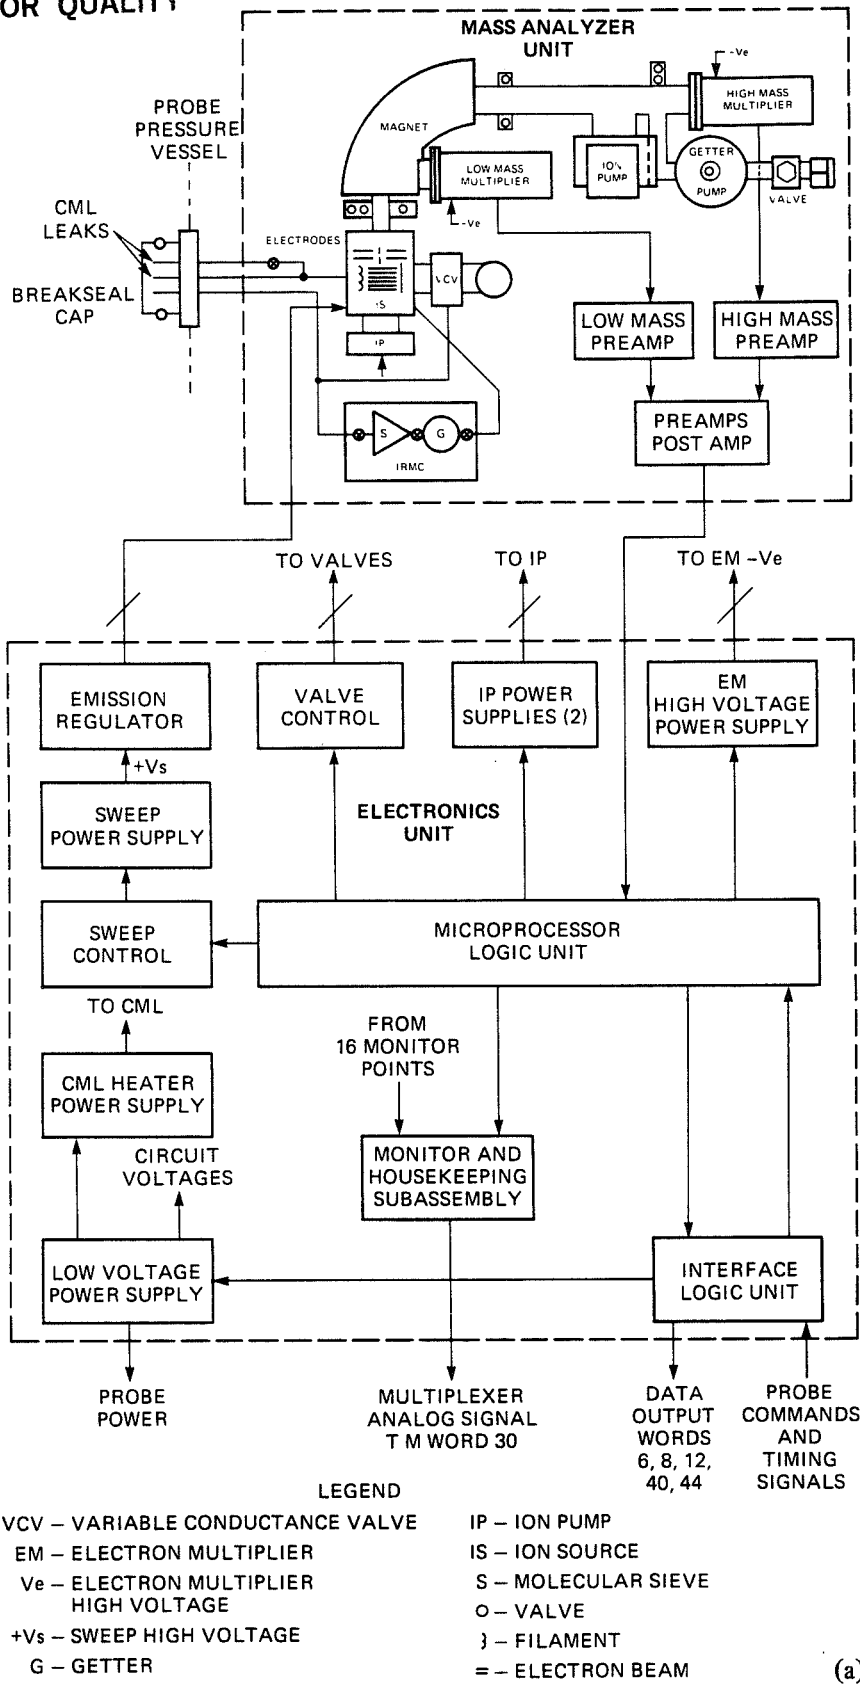 OR QUALITY
MASS ANALYZER
UNIT
-Ve
HIGH MASS
MULTIPLIER
PROBE
PRESSURE
VESSEL
MAGNET
GETTER
PUMP
ION
PUMP
LOW MASS
MULTIPLIER
VALVE
-Ve
CML
LEAKS
ELECTRODES
VCV
BREAKSEAL
CAP
IS
IP
LOW MASS
PREAMP
HIGH MASS
PREAMP
S
G
IRMC
PREAMPS
POST AMP
TO VALVES
TO IP
TO EM -Ve
EMISSION
REGULATOR
VALVE
CONTROL
IP POWER
SUPPLIES (2)
EM
HIGH VOLTAGE
POWER SUPPLY
+Vs
SWEEP
POWER SUPPLY
ELECTRONICS
UNIT
SWEEP
CONTROL
MICROPROCESSOR
LOGIC UNIT
TO CML
FROM
16 MONITOR
POINTS
CML HEATER
POWER SUPPLY
CIRCUIT
VOLTAGES
MONITOR AND
HOUSEKEEPING
SUBASSEMBLY
LOW VOLTAGE
POWER SUPPLY
INTERFACE
LOGIC UNIT
PROBE
POWER
MULTIPLEXER
ANALOG SIGNAL
T M WORD 30
DATA
OUTPUT
WORDS
6, 8, 12,
40, 44
PROBE
COMMANDS
AND
TIMING
SIGNALS
LEGEND
VCV – VARIABLE CONDUCTANCE VALVE
EM – ELECTRON MULTIPLIER
Ve – ELECTRON MULTIPLIER
HIGH VOLTAGE
+Vs – SWEEP HIGH VOLTAGE
G – GETTER
IP – ION PUMP
IS – ION SOURCE
S – MOLECULAR SIEVE
O – VALVE
} – FILAMENT
= – ELECTRON BEAM
(a)